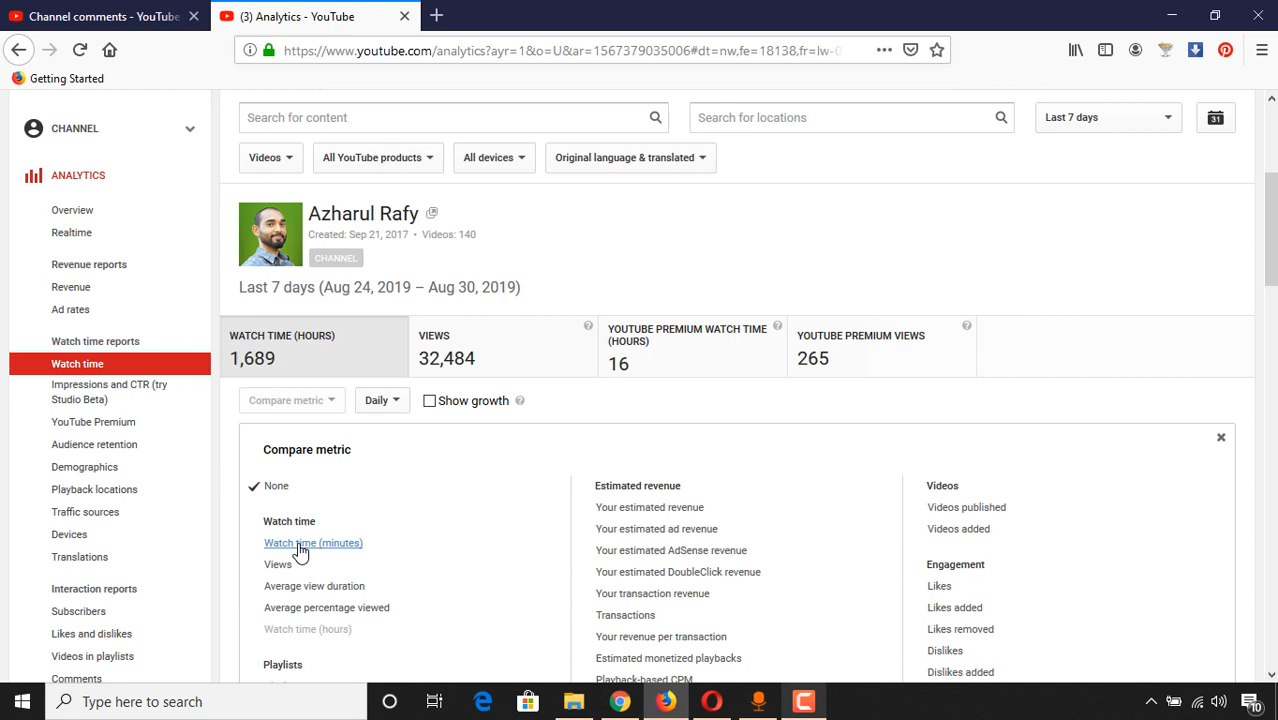 Channel comments - YouTube
(3) Analytics - YouTube
https://www.youtube.com/analytics?ayr=1&o=U&ar=1567379035006#dt=nw,fe=18138,fr=lw-0
Getting Started
CHANNEL
ANALYTICS
Overview
Realtime
Revenue reports
Revenue
Ad rates
Watch time reports
Watch time
Impressions and CTR (try
Studio Beta)
YouTube Premium
Audience retention
Demographics
Playback locations
Traffic sources
Devices
Translations
Interaction reports
Subscribers
Likes and dislikes
Videos in playlists
Comments
Search for content
Search for locations
Last 7 days
31
Videos
All YouTube products
All devices
Original language & translated
Azharul Rafy
Created: Sep 21, 2017 • Videos: 140
CHANNEL
Last 7 days (Aug 24, 2019 – Aug 30, 2019)
WATCH TIME (HOURS)
1,689
VIEWS
32,484
YOUTUBE PREMIUM WATCH TIME
(HOURS)
16
YOUTUBE PREMIUM VIEWS
265
Compare metric
Daily
Show growth
Compare metric
None
Watch time
Watch time (minutes)
Views
Average view duration
Average percentage viewed
Watch time (hours)
Playlists
Estimated revenue
Your estimated revenue
Your estimated ad revenue
Your estimated AdSense revenue
Your estimated DoubleClick revenue
Your transaction revenue
Transactions
Your revenue per transaction
Estimated monetized playbacks
Playback-based CPM
Videos
Videos published
Videos added
Engagement
Likes
Likes added
Likes removed
Dislikes
Dislikes added
Type here to search
10